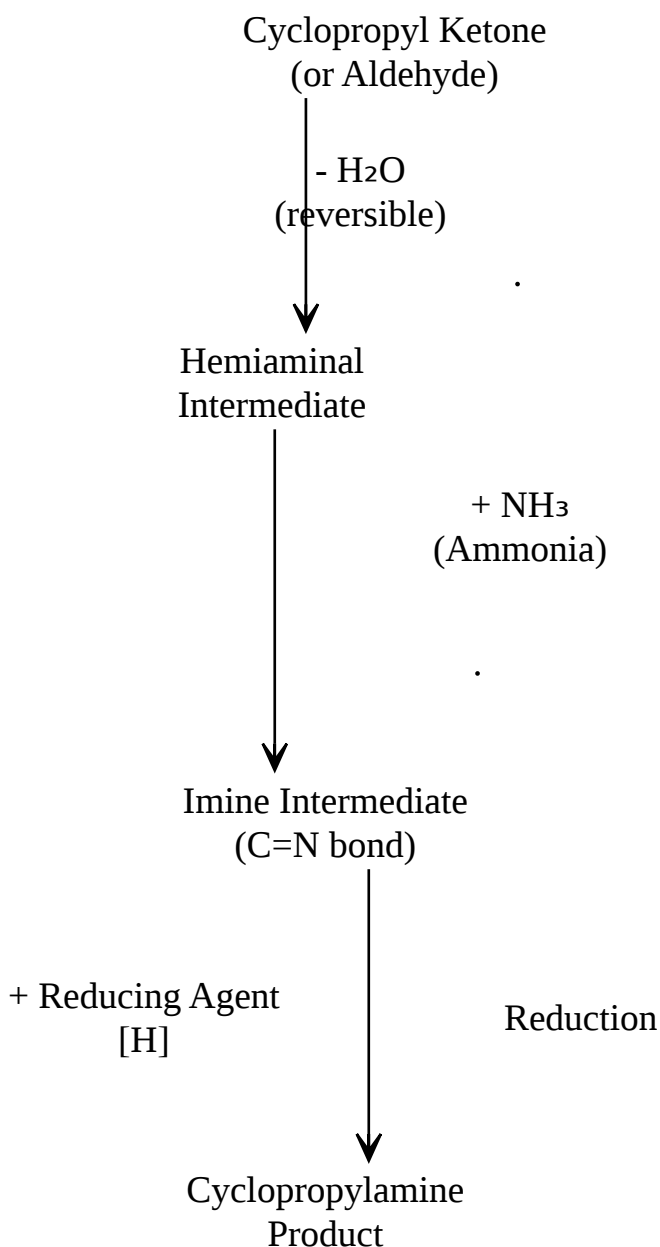 Cyclopropyl Ketone
(or Aldehyde)
- H₂O
(reversible)
.
Hemiaminal
Intermediate
+ NH₃
(Ammonia)
.
Imine Intermediate
(C=N bond)
+ Reducing Agent
[H]
Reduction
Cyclopropylamine
Product